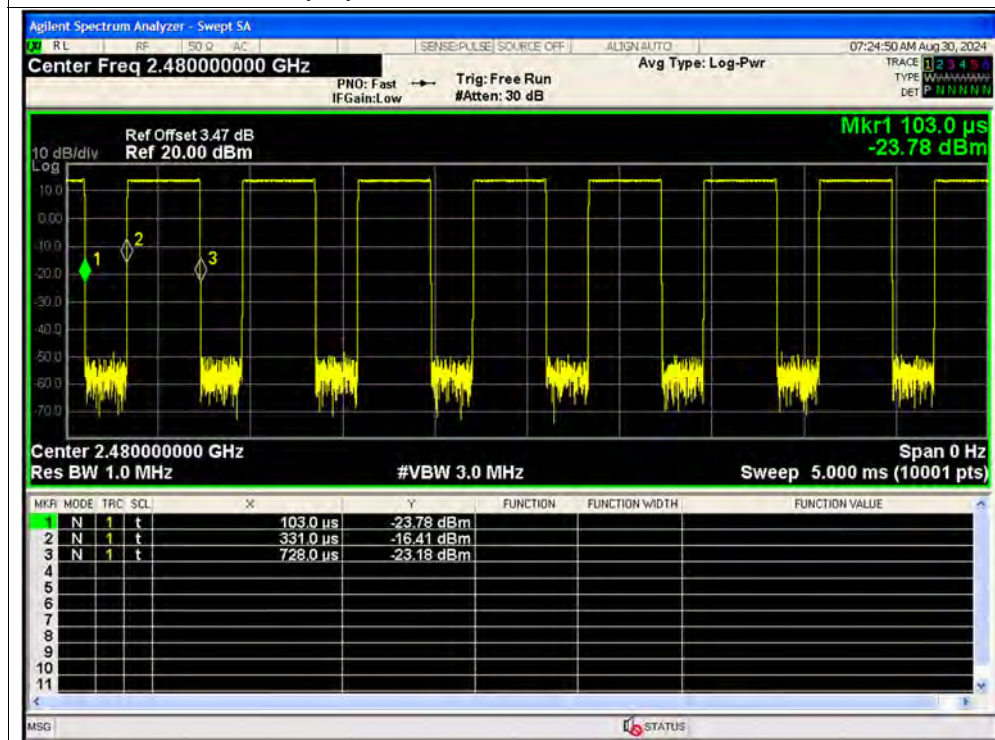 Agilent Spectrum Analyzer - Swept SA
RL RF 50 Ω AC SENSE:PULSE SOURCE OFF ALIGN AUTO 07:24:50 AM Aug 30, 2024
Center Freq 2.480000000 GHz
PNO: Fast
IFGain:Low
Trig: Free Run
#Atten: 30 dB
Avg Type: Log-Pwr
TRACE 1 2 3 4 5 6
TYPE
DET P N N N N N
Mkr1 103.0 µs
-23.78 dBm
Ref Offset 3.47 dB
10 dB/div Ref 20.00 dBm
Log
10.0
0.00
-10.0
-20.0
-30.0
-40.0
-50.0
-60.0
-70.0
1
2
3
Center 2.480000000 GHz Span 0 Hz
Res BW 1.0 MHz #VBW 3.0 MHz Sweep 5.000 ms (10001 pts)
MKR MODE TRC SCL X Y FUNCTION FUNCTION WIDTH FUNCTION VALUE
1 N 1 t 103.0 µs -23.78 dBm
2 N 1 t 331.0 µs -16.41 dBm
3 N 1 t 728.0 µs -23.18 dBm
4
5
6
7
8
9
10
11
MSG STATUS